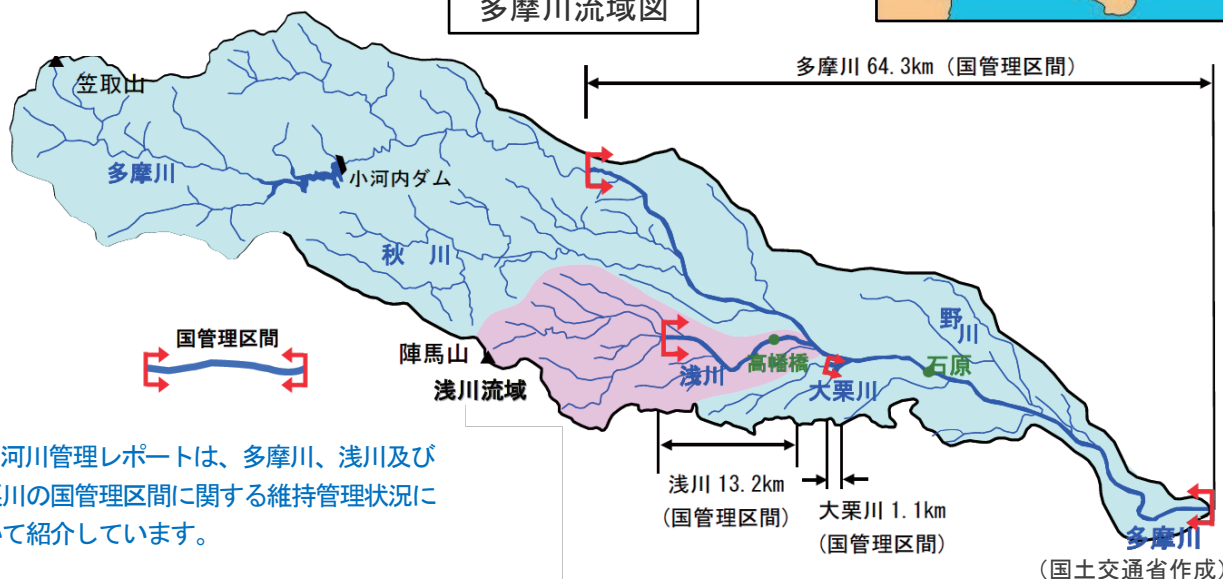 多摩川流域図
多摩川 64.3km（国管理区間）
笠取山
多摩川
小河内ダム
秋 川
野川
国管理区間
陣馬山
浅川流域
浅川
高幡橋
大栗川
石原
河川管理レポートは、多摩川、浅川及び
川の国管理区間に関する維持管理状況に
て紹介しています。
浅川 13.2km
（国管理区間）
大栗川 1.1km
（国管理区間）
多摩川
（国土交通省作成）